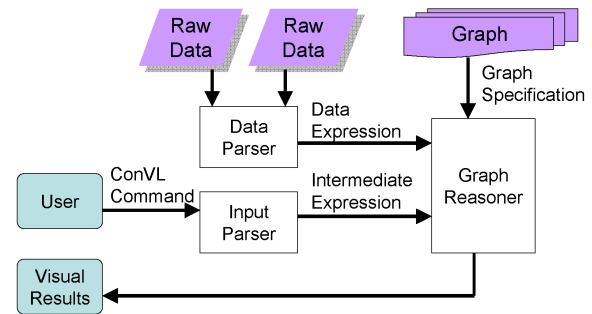 Raw
Data
Raw
Data
Graph
Graph
Specification
Data
Parser
Data
Expression
Graph
Reasoner
User
ConVL
Command
Input
Parser
Intermediate
Expression
Visual
Results